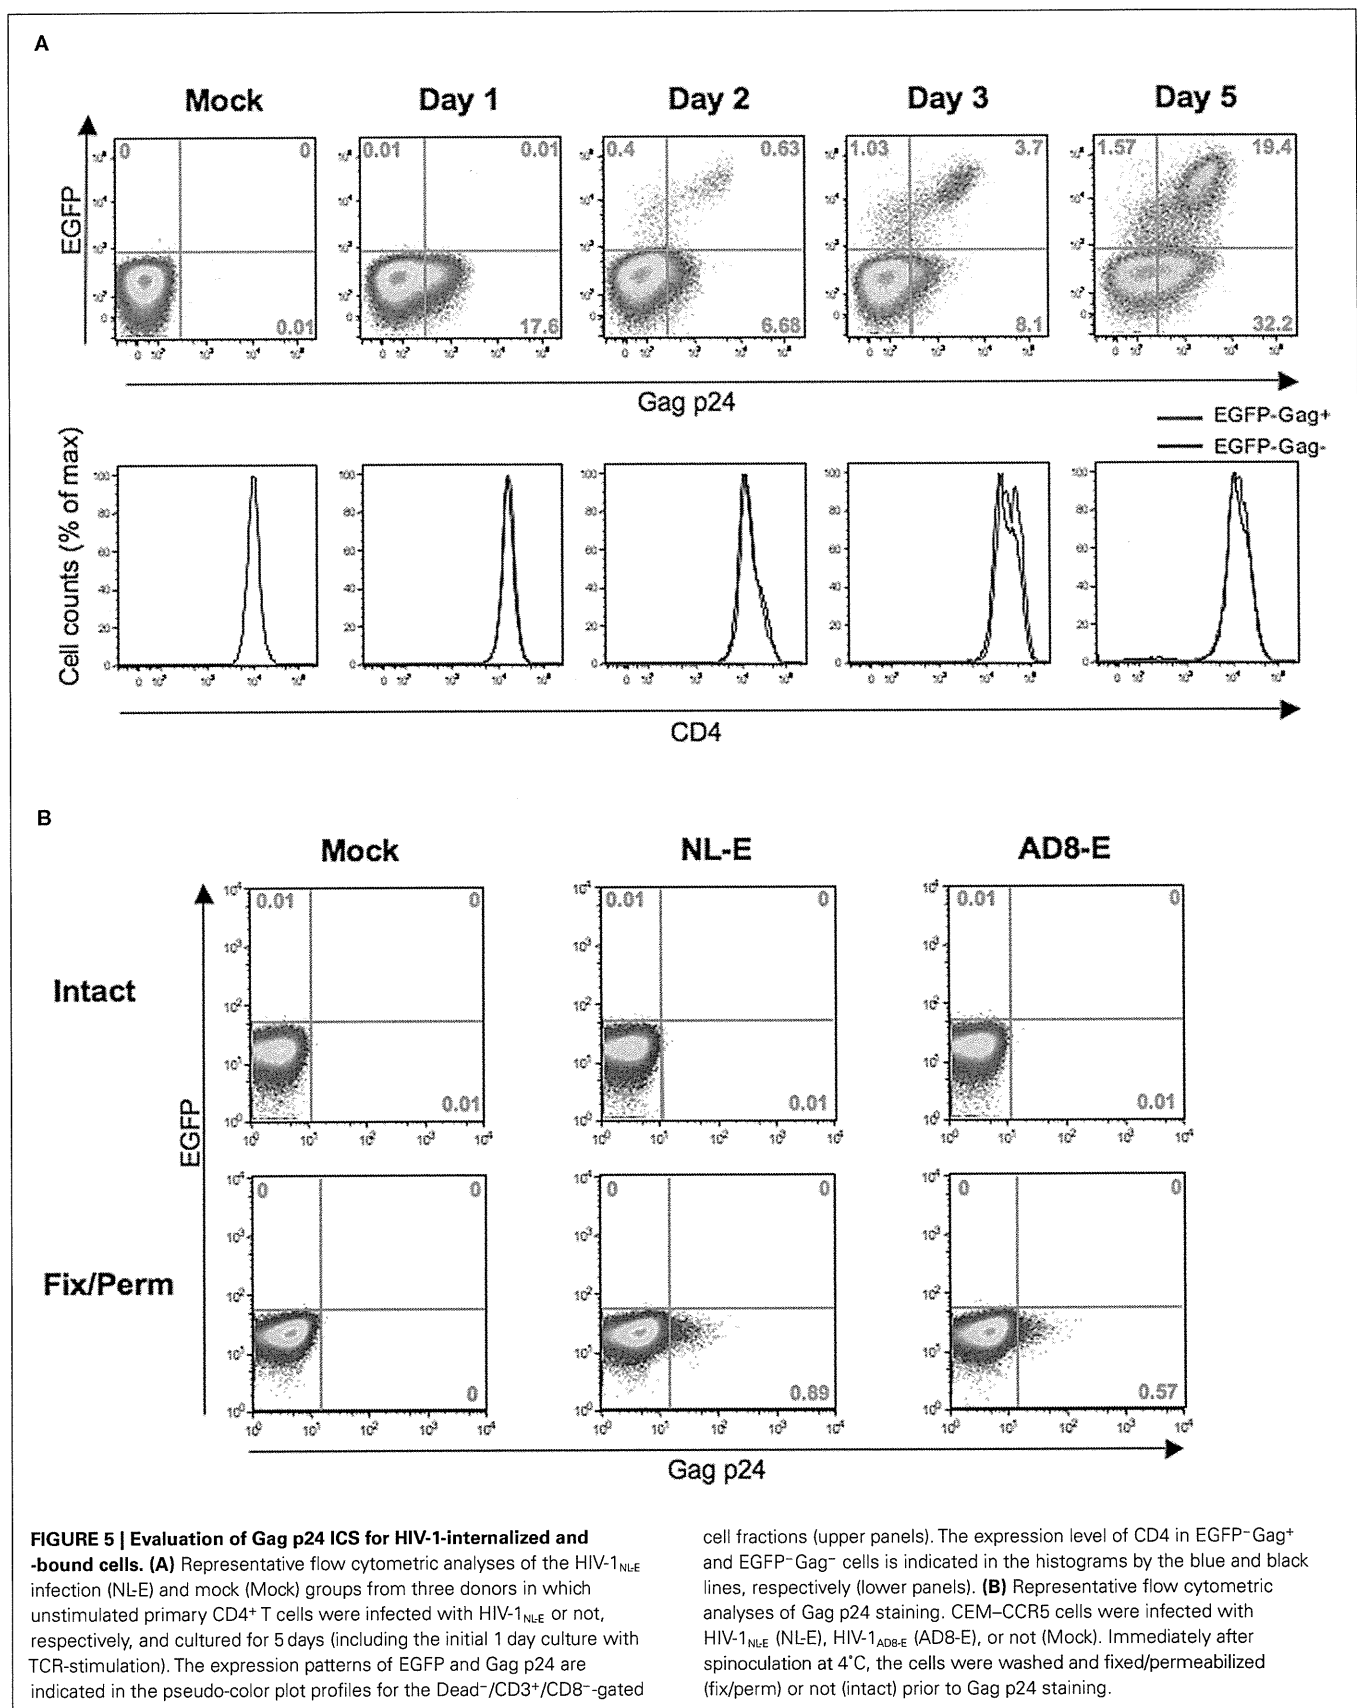 A
Mock
Day 1
Day 2
Day 3
Day 5
EGFP
0
0
0.01
0.01
0.01
17.6
0.4
0.63
6.68
1.03
3.7
8.1
1.57
19.4
32.2
Gag p24
EGFP-Gag+
EGFP-Gag-
Cell counts (% of max)
100
80
60
40
20
0
CD4
B
Mock
NL-E
AD8-E
Intact
0.01
0
0.01
0.01
0
0.01
0.01
0
0.01
EGFP
Fix/Perm
0
0
0
0
0
0.89
0
0
0.57
10⁰ 10¹ 10² 10³ 10⁴
Gag p24
FIGURE 5 | Evaluation of Gag p24 ICS for HIV-1-internalized and
-bound cells. (A) Representative flow cytometric analyses of the HIV-1NL-E
infection (NL-E) and mock (Mock) groups from three donors in which
unstimulated primary CD4⁺ T cells were infected with HIV-1NL-E or not,
respectively, and cultured for 5 days (including the initial 1 day culture with
TCR-stimulation). The expression patterns of EGFP and Gag p24 are
indicated in the pseudo-color plot profiles for the Dead⁻/CD3⁺/CD8⁻-gated
cell fractions (upper panels). The expression level of CD4 in EGFP⁻Gag⁺
and EGFP⁻Gag⁻ cells is indicated in the histograms by the blue and black
lines, respectively (lower panels). (B) Representative flow cytometric
analyses of Gag p24 staining. CEM–CCR5 cells were infected with
HIV-1NL-E (NL-E), HIV-1AD8-E (AD8-E), or not (Mock). Immediately after
spinoculation at 4°C, the cells were washed and fixed/permeabilized
(fix/perm) or not (intact) prior to Gag p24 staining.